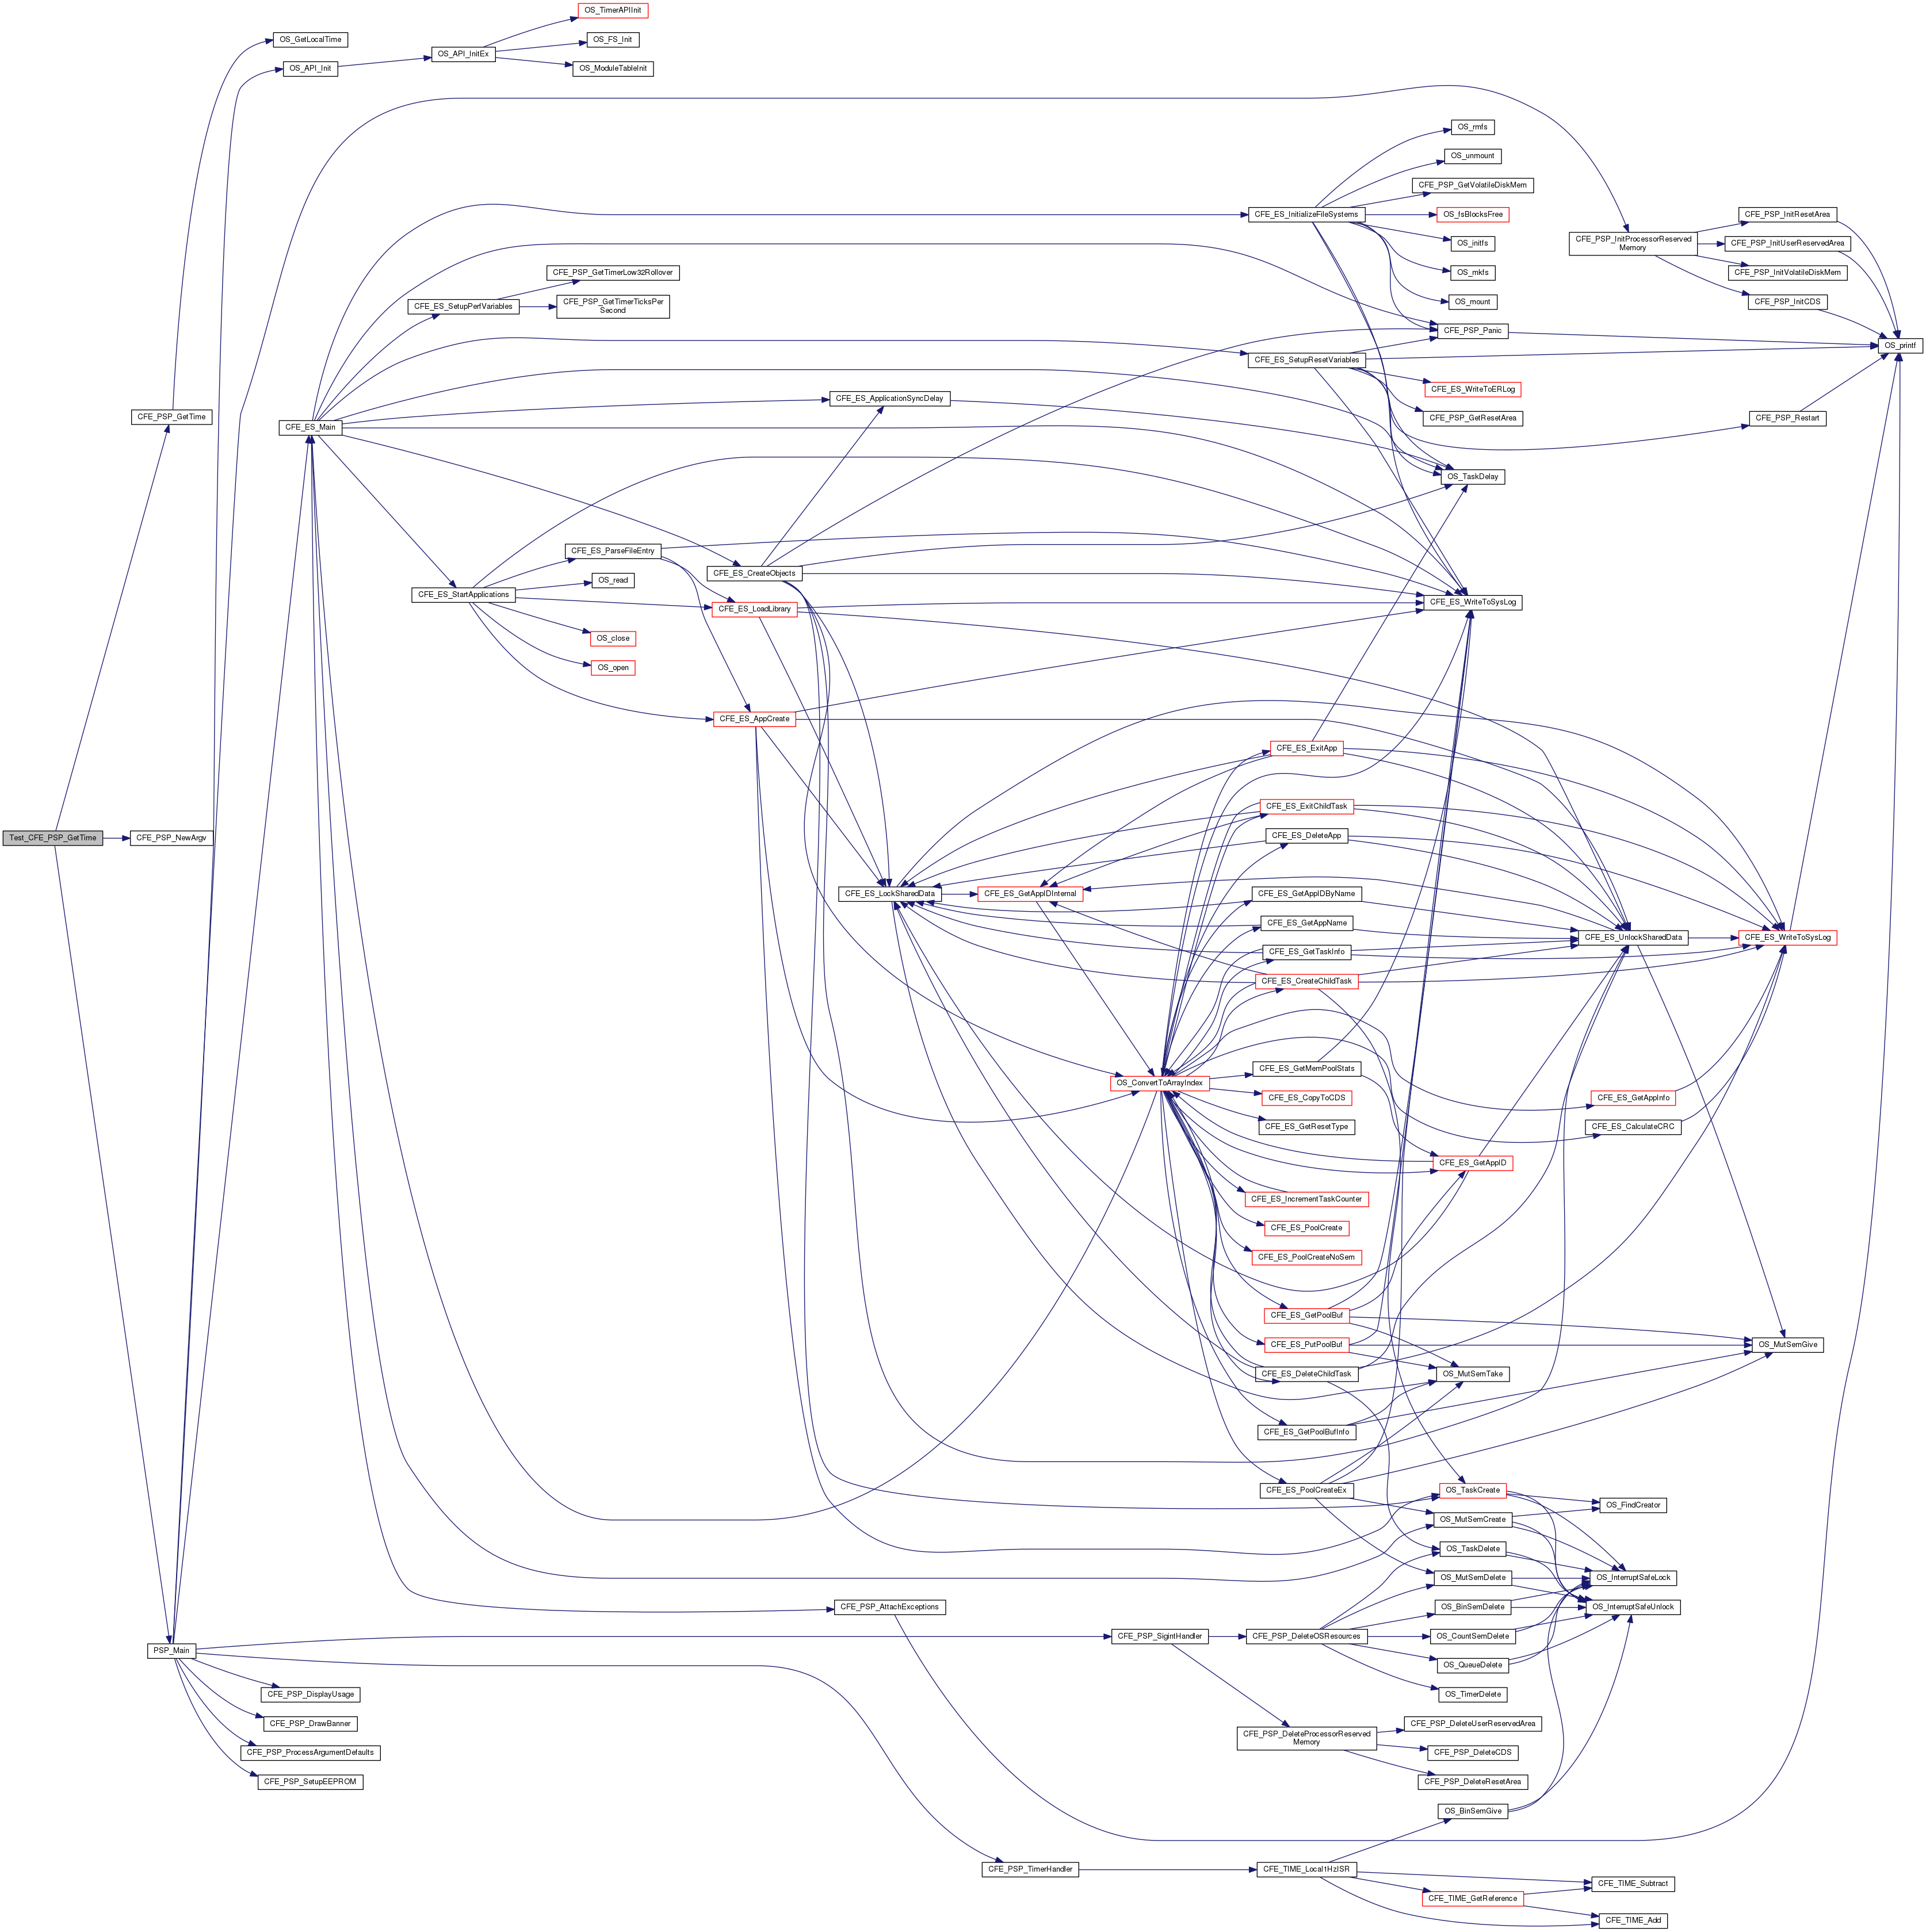 OS_TimerAPIInit
OS_GetLocalTime
OS_FS_Init
OS_API_InitEx
OS_API_Init
OS_ModuleTableInit
OS_rmfs
OS_unmount
CFE_PSP_GetVolatileDiskMem
CFE_ES_InitializeFileSystems
OS_fsBlocksFree
CFE_PSP_InitResetArea
CFE_PSP_InitProcessorReserved
Memory
OS_initfs
CFE_PSP_InitUserReservedArea
CFE_PSP_GetTimerLow32Rollover
OS_mkfs
CFE_PSP_InitVolatileDiskMem
CFE_ES_SetupPerfVariables
CFE_PSP_GetTimerTicksPer
Second
OS_mount
CFE_PSP_InitCDS
CFE_PSP_Panic
OS_printf
CFE_ES_SetupResetVariables
CFE_ES_WriteToERLog
CFE_ES_ApplicationSyncDelay
CFE_PSP_GetTime
CFE_PSP_GetResetArea
CFE_PSP_Restart
CFE_ES_Main
OS_TaskDelay
CFE_ES_ParseFileEntry
CFE_ES_CreateObjects
OS_read
CFE_ES_StartApplications
CFE_ES_LoadLibrary
CFE_ES_WriteToSysLog
OS_close
OS_open
CFE_ES_AppCreate
CFE_ES_ExitApp
CFE_ES_ExitChildTask
Test_CFE_PSP_GetTime
CFE_PSP_NewArgv
CFE_ES_DeleteApp
CFE_ES_LockSharedData
CFE_ES_GetAppIDInternal
CFE_ES_GetAppIDByName
CFE_ES_GetAppName
CFE_ES_UnlockSharedData
CFE_ES_WriteToSysLog
CFE_ES_GetTaskInfo
CFE_ES_CreateChildTask
CFE_ES_GetMemPoolStats
OS_ConvertToArrayIndex
CFE_ES_CopyToCDS
CFE_ES_GetAppInfo
CFE_ES_GetResetType
CFE_ES_CalculateCRC
CFE_ES_GetAppID
CFE_ES_IncrementTaskCounter
CFE_ES_PoolCreate
CFE_ES_PoolCreateNoSem
CFE_ES_GetPoolBuf
CFE_ES_PutPoolBuf
OS_MutSemGive
CFE_ES_DeleteChildTask
OS_MutSemTake
CFE_ES_GetPoolBufInfo
CFE_ES_PoolCreateEx
OS_TaskCreate
OS_FindCreator
OS_MutSemCreate
OS_TaskDelete
OS_MutSemDelete
OS_InterruptSafeLock
CFE_PSP_AttachExceptions
OS_BinSemDelete
OS_InterruptSafeUnlock
CFE_PSP_SigintHandler
CFE_PSP_DeleteOSResources
OS_CountSemDelete
PSP_Main
OS_QueueDelete
CFE_PSP_DisplayUsage
OS_TimerDelete
CFE_PSP_DrawBanner
CFE_PSP_DeleteUserReservedArea
CFE_PSP_DeleteProcessorReserved
Memory
CFE_PSP_ProcessArgumentDefaults
CFE_PSP_DeleteCDS
CFE_PSP_SetupEEPROM
CFE_PSP_DeleteResetArea
OS_BinSemGive
CFE_PSP_TimerHandler
CFE_TIME_Local1HzISR
CFE_TIME_Subtract
CFE_TIME_GetReference
CFE_TIME_Add